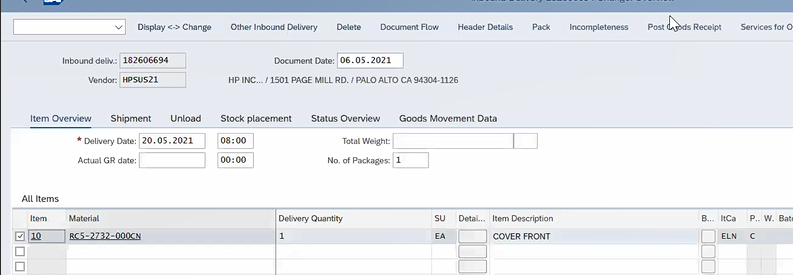 Display <-> Change Other Inbound Delivery Delete Document Flow Header Details Pack Incompleteness Post Goods Receipt Services for O
Inbound deliv.: 182606694 Document Date: 06.05.2021
Vendor: HPSUS21 HP INC... / 1501 PAGE MILL RD. / PALO ALTO CA 94304-1126
Item Overview Shipment Unload Stock placement Status Overview Goods Movement Data
* Delivery Date: 20.05.2021 08:00 Total Weight:
Actual GR date: 00:00 No. of Packages: 1
All Items
Item Material Delivery Quantity SU Detai... Item Description B... ItCa P.. W. Batc
10 RC5-2732-000CN 1 EA COVER FRONT ELN C